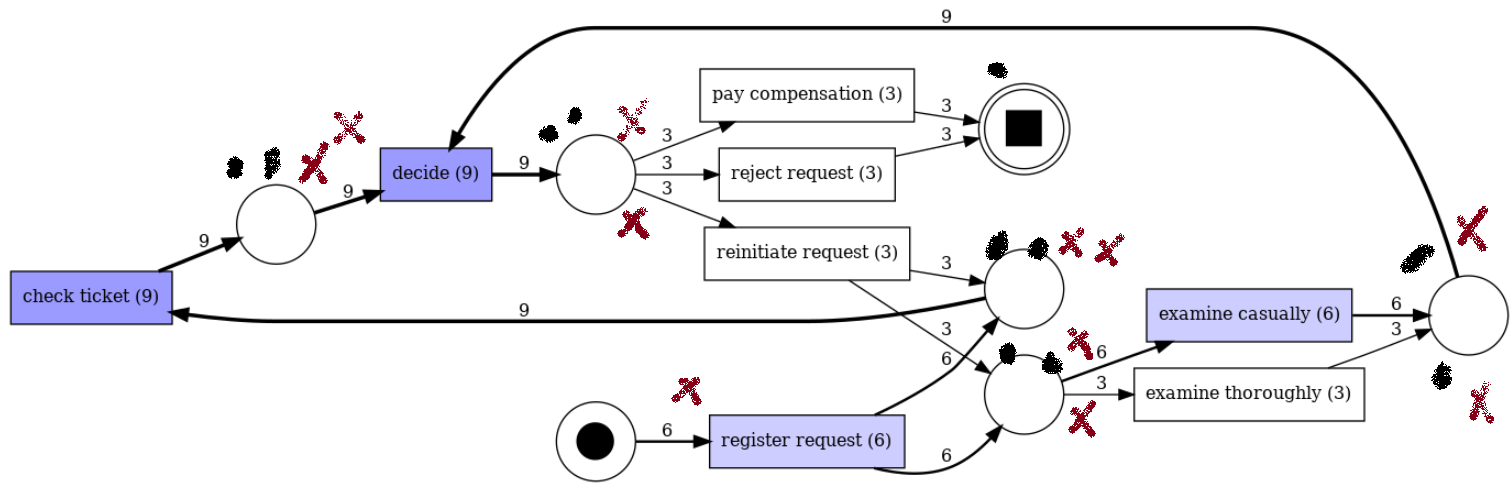 9
pay compensation (3)
3
3
decide (9)
9
3
3
reject request (3)
3
9
3
reinitiate request (3)
3
9
check ticket (9)
9
3
examine casually (6)
6
3
6
6
3
examine thoroughly (3)
6
register request (6)
6